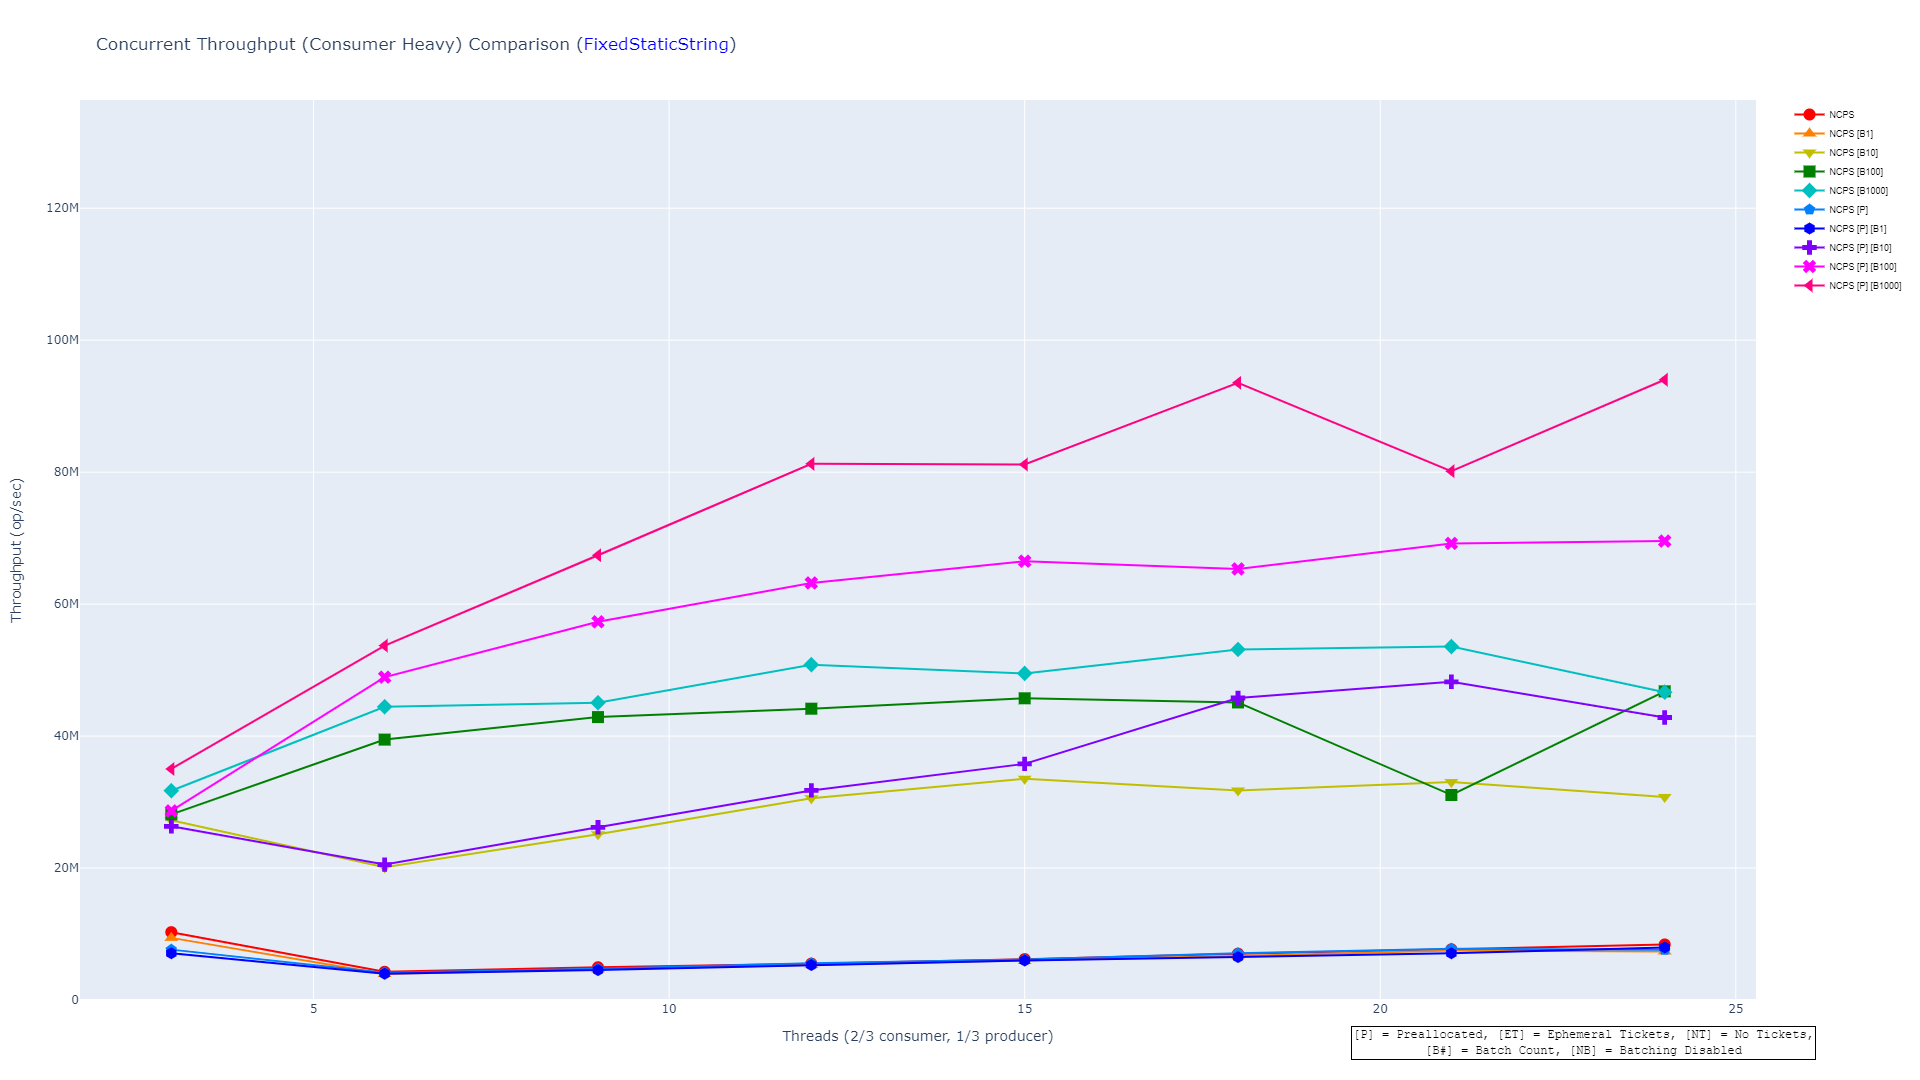 Concurrent Throughput (Consumer Heavy) Comparison (FixedStaticString)
NCPS
NCPS [B1]
NCPS [B10]
NCPS [B100]
NCPS [B1000]
NCPS [P]
NCPS [P] [B1]
NCPS [P] [B10]
NCPS [P] [B100]
NCPS [P] [B1000]
120M
100M
80M
60M
40M
20M
0
Throughput (op/sec)
5 10 15 20 25
Threads (2/3 consumer, 1/3 producer)
[P] = Preallocated, [ET] = Ephemeral Tickets, [NT] = No Tickets,
[B#] = Batch Count, [NB] = Batching Disabled